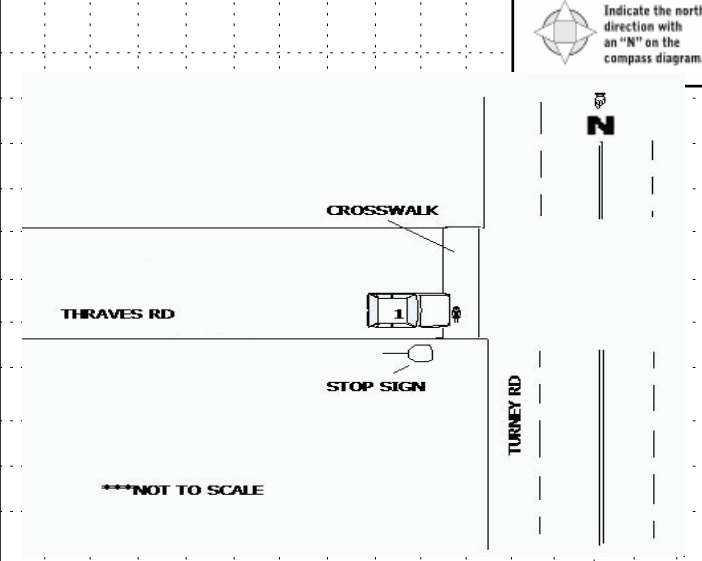 Indicate the north
direction with
an "N" on the
compass diagram.
N
CROSSWALK
THRAVES RD
1
STOP SIGN
TURNEY RD
***NOT TO SCALE